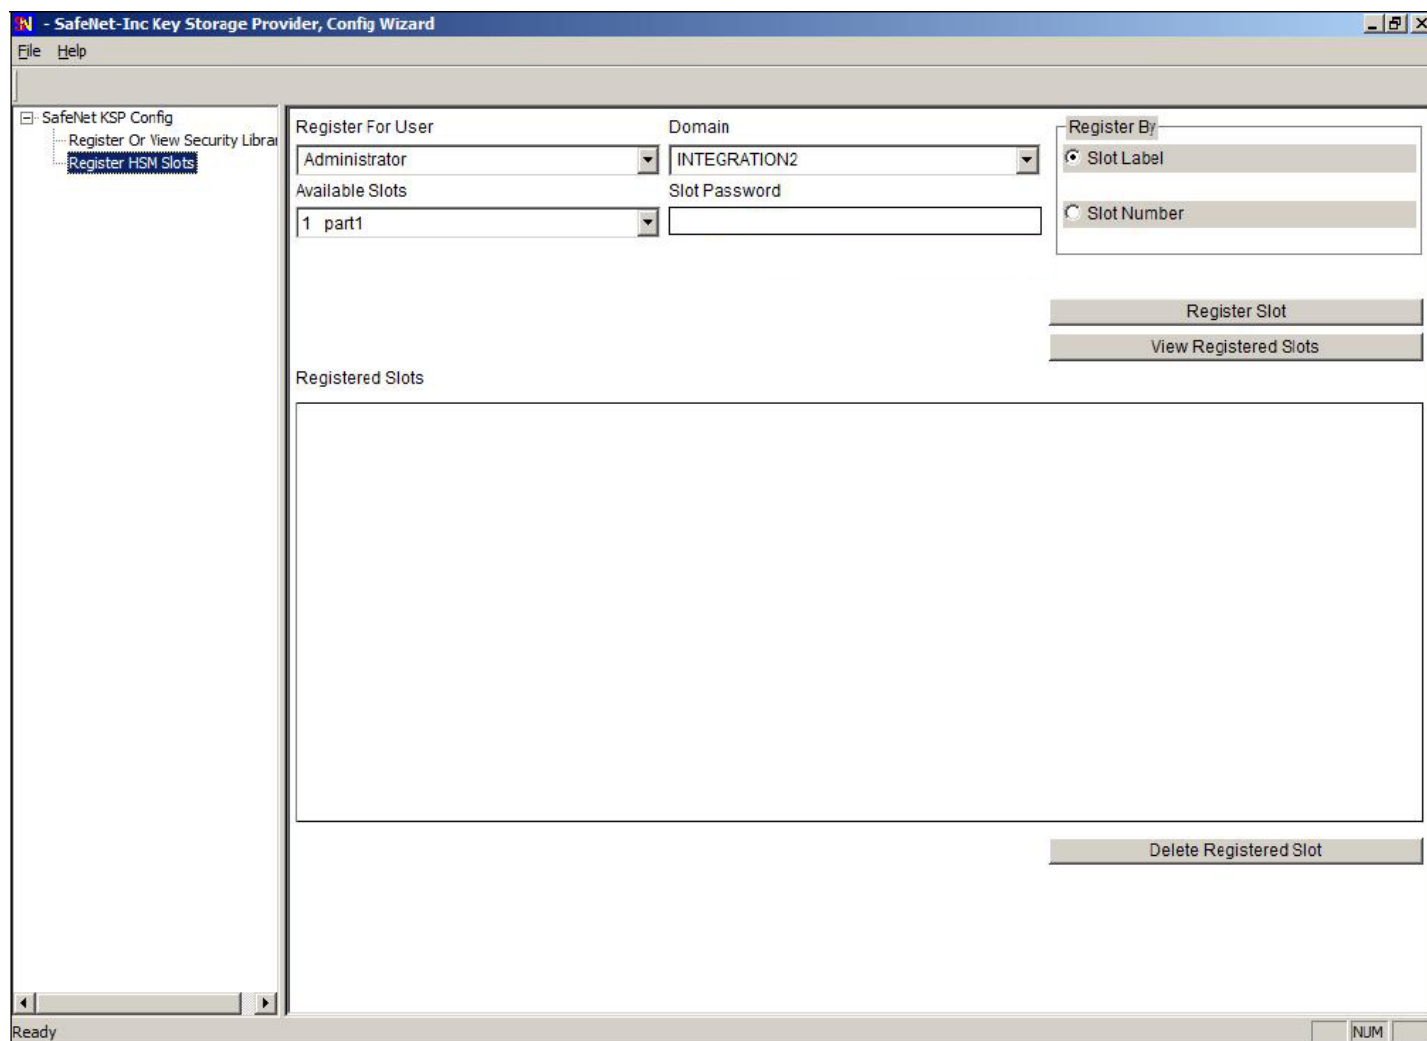 SN - SafeNet-Inc Key Storage Provider, Config Wizard
File Help
SafeNet KSP Config
Register Or View Security Librar
Register HSM Slots
Register For User
Domain
Register By
Administrator
INTEGRATION2
Slot Label
Available Slots
Slot Password
1 part1
Slot Number
Register Slot
View Registered Slots
Registered Slots
Delete Registered Slot
Ready
NUM